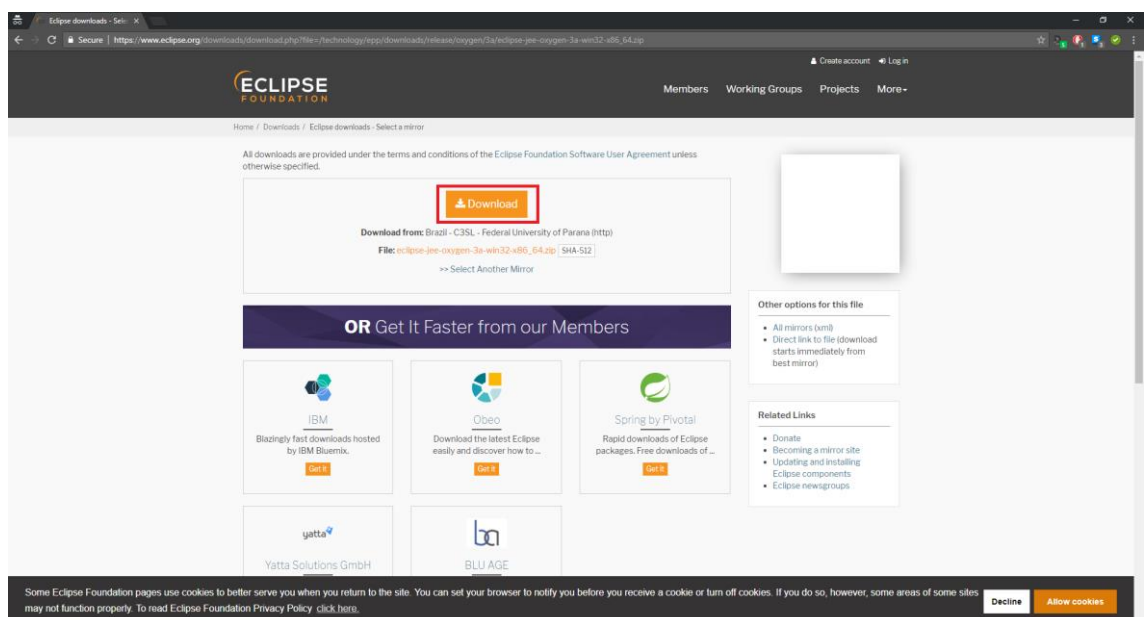 Eclipse downloads - Sele
Secure | https://www.eclipse.org/downloads/download.php?file=/technology/epp/downloads/release/oxygen/3a/eclipse-jee-oxygen-3a-win32-x86_64.zip
Create account Log in
ECLIPSE
FOUNDATION
Members Working Groups Projects More
Home / Downloads / Eclipse downloads - Select a mirror
All downloads are provided under the terms and conditions of the Eclipse Foundation Software User Agreement unless
otherwise specified.
Download
Download from: Brazil - C3SL - Federal University of Parana (http)
File: eclipse-jee-oxygen-3a-win32-x86_64.zip SHA-512
>> Select Another Mirror
OR Get It Faster from our Members
IBM
Blazingly fast downloads hosted
by IBM Bluemix.
Get It
Obeo
Download the latest Eclipse
easily and discover how to ...
Get It
Spring by Pivotal
Rapid downloads of Eclipse
packages. Free downloads of ...
Get It
yatta
Yatta Solutions GmbH
ba
BLU AGE
Other options for this file
All mirrors (xml)
Direct link to file (download
starts immediately from
best mirror)
Related Links
Donate
Becoming a mirror site
Updating and installing
Eclipse components
Eclipse newsgroups
Some Eclipse Foundation pages use cookies to better serve you when you return to the site. You can set your browser to notify you before you receive a cookie or turn off cookies. If you do so, however, some areas of some sites
may not function properly. To read Eclipse Foundation Privacy Policy click here.
Decline
Allow cookies